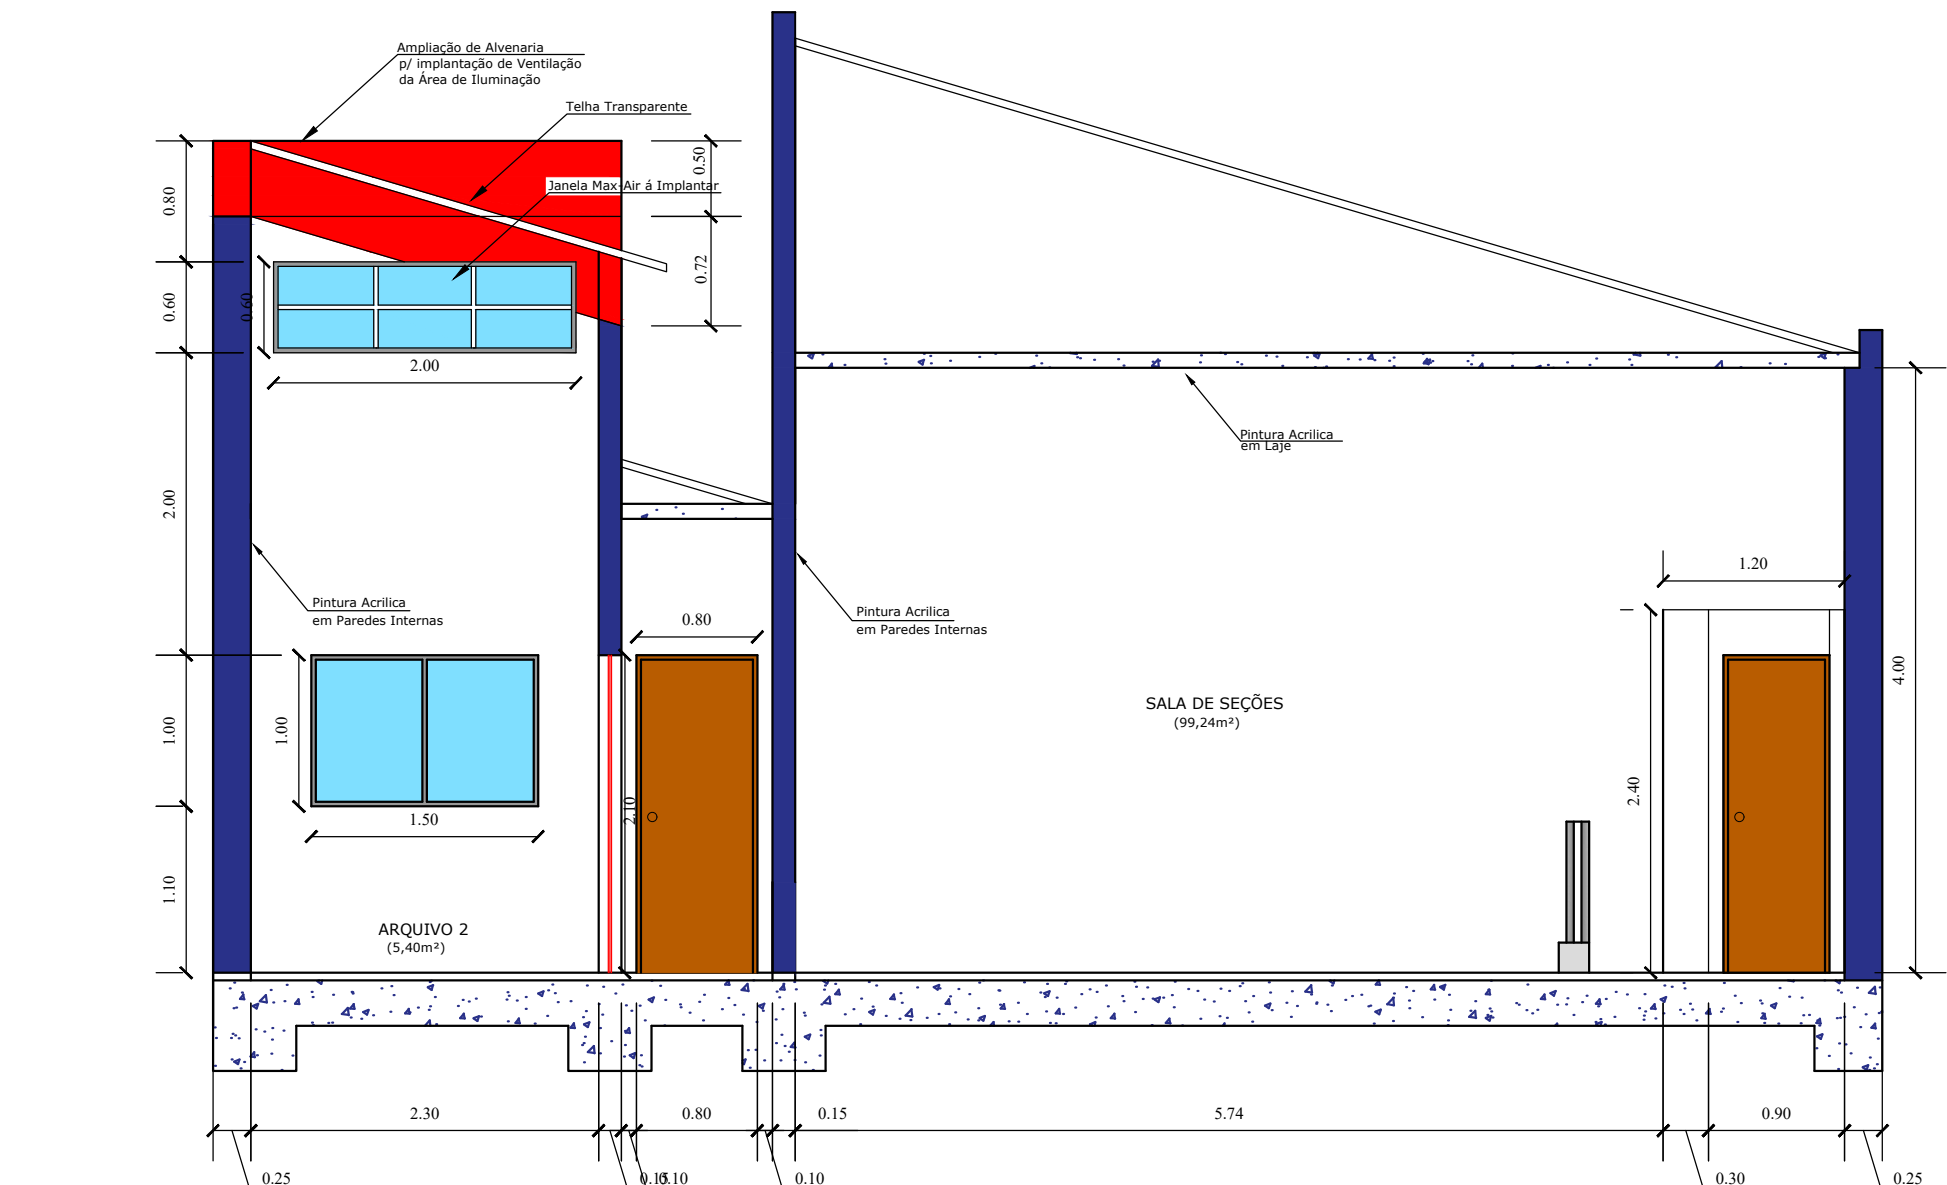 Ampliação de Alvenaria
p/ implantação de Ventilação
da Área de Iluminação
Telha Transparente
Janela Max-Air á Implantar
0.80
0.50
0.72
0.60
0.60
2.00
2.00
Pintura Acrilica
em Laje
Pintura Acrilica
em Paredes Internas
0.80
Pintura Acrilica
em Paredes Internas
1.20
4.00
SALA DE SEÇÕES
(99,24m²)
1.00
1.00
1.50
2.10
2.40
1.10
ARQUIVO 2
(5,40m²)
2.30
0.80
0.15
5.74
0.90
0.25
0.15
0.10
0.10
0.30
0.25